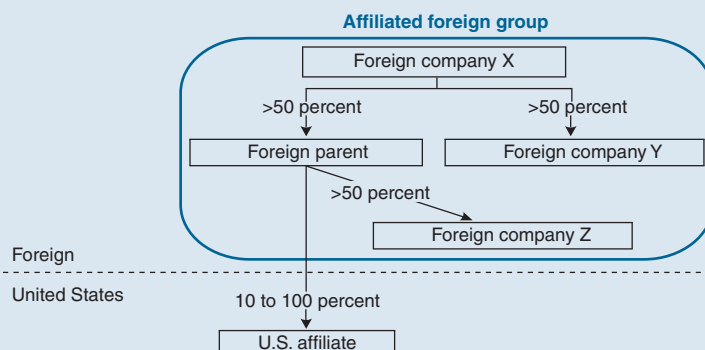 Affiliated foreign group
Foreign company X
>50 percent
>50 percent
Foreign parent
Foreign company Y
>50 percent
Foreign company Z
Foreign
United States
10 to 100 percent
U.S. affiliate